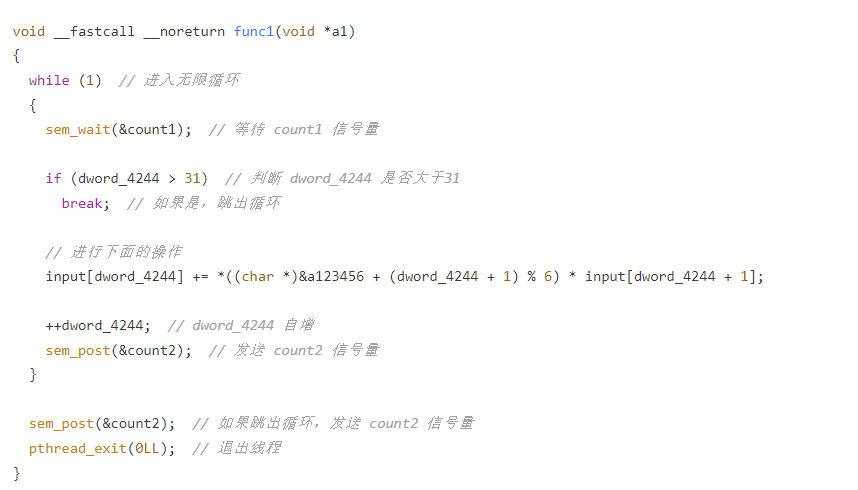 void __fastcall __noreturn func1(void *a1)
{
  while (1)  // 进入无限循环
  {
    sem_wait(&count1);  // 等待 count1 信号量
    if (dword_4244 > 31)  // 判断 dword_4244 是否大于31
      break;  // 如果是，跳出循环
    // 进行下面的操作
    input[dword_4244] += *((char *)&a123456 + (dword_4244 + 1) % 6) * input[dword_4244 + 1];
    ++dword_4244;  // dword_4244 自增
    sem_post(&count2);  // 发送 count2 信号量
  }
  sem_post(&count2);  // 如果跳出循环，发送 count2 信号量
  pthread_exit(0LL);  // 退出线程
}